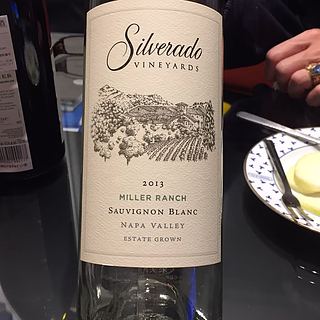 Silverado
VINEYARDS
2013
MILLER RANCH
SAUVIGNON BLANC
NAPA VALLEY
ESTATE GROWN